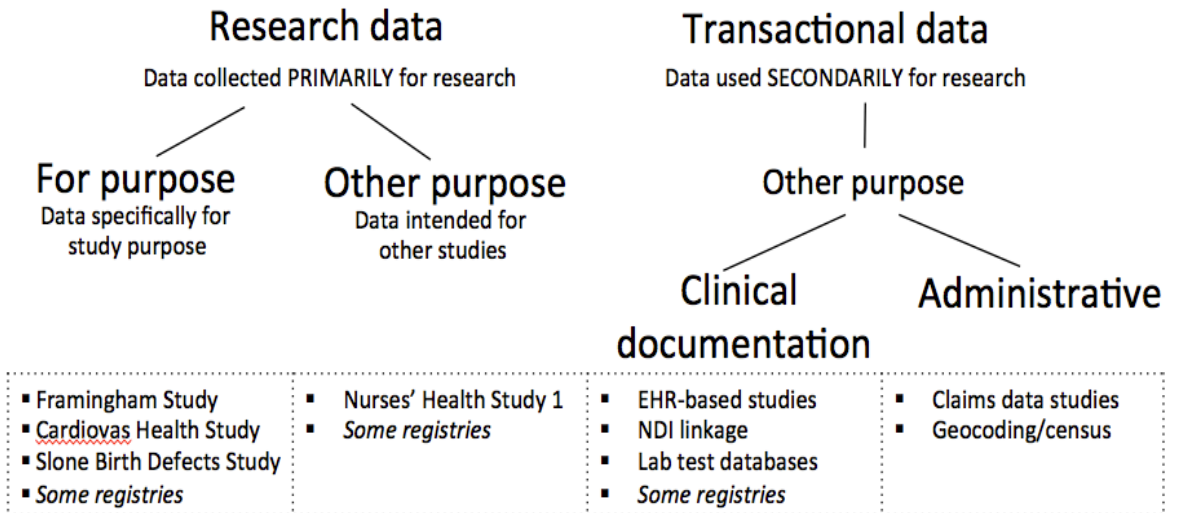 Research data
Data collected PRIMARILY for research
Transactional data
Data used SECONDARILY for research
For purpose
Data specifically for
study purpose
Other purpose
Data intended for
other studies
Other purpose
Clinical
documentation
Administrative
▪ Framingham Study
▪ Cardiovas Health Study
▪ Slone Birth Defects Study
▪ Some registries
▪ Nurses’ Health Study 1
▪ Some registries
▪ EHR-based studies
▪ NDI linkage
▪ Lab test databases
▪ Some registries
▪ Claims data studies
▪ Geocoding/census